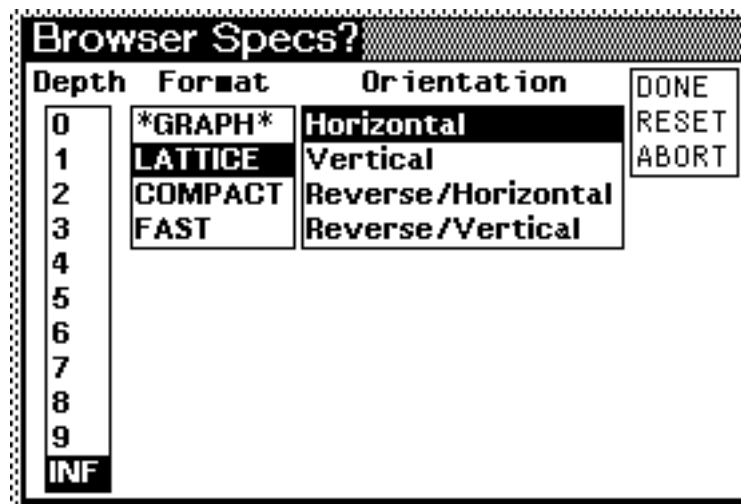 Browser Specs?
Depth Format Orientation
DONE
RESET
ABORT
0
1
2
3
4
5
6
7
8
9
INF
*GRAPH*
LATTICE
COMPACT
FAST
Horizontal
Vertical
Reverse/Horizontal
Reverse/Vertical